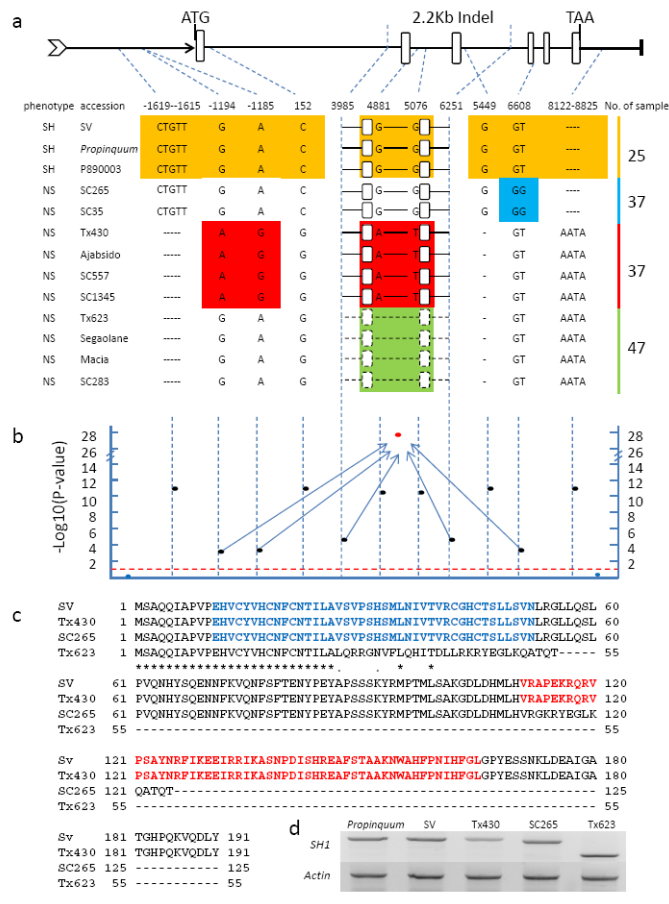 a
ATG 2.2Kb Indel TAA
phenotype accession -1619--1615 -1194 -1185 152 3985 4881 5076 6251 5449 6608 8122-8825 No. of sample
SH SV CTGTT G A C G G G GT ----
SH Propinquum G G G GT ----
SH P890003 CTGTT G A C G G G GT ----
25
NS SC265 CTGTT G A C G G G GG ----
NS SC35 CTGTT G A C G G G GG ----
37
NS Tx430 ----- A G C A T - GT AATA
NS Ajabsido ----- A G C A T - GT AATA
NS SC557 ----- A G C A T - GT AATA
NS SC1345 ----- A G C A T - GT AATA
37
NS Tx623 ----- G A G - GT AATA
NS Segaolane ----- G A G - GT AATA
NS Macia ----- G A G - GT AATA
NS SC283 ----- G A G - GT AATA
47
b
-Log10(P-value)
28 28
26 26
14 14
12 12
10 10
8 8
6 6
4 4
2 2
c
SV 1 MSAQQIAPVPEHVCYVHCNFCNTILAVSVPSHSMLNIVTVRCGHCTSLLSVNLRGLLQSL 60
Tx430 1 MSAQQIAPVPEHVCYVHCNFCNTILAVSVPSHSMLNIVTVRCGHCTSLLSVNLRGLLQSL 60
SC265 1 MSAQQIAPVPEHVCYVHCNFCNTILAVSVPSHSMLNIVTVRCGHCTSLLSVNLRGLLQSL 60
Tx623 1 MSAQQIAPVPEHVCYVHCNFCNTILALQRRGNVFLQHITDLLRKRYEGLKQATQT----- 55
************************** . . * *
SV 61 PVQNHYSQENNFKVQNFSFTENYPEYAPSSSKYRMPTMLSAKGDLDHMLHVRAPEKRQRV 120
Tx430 61 PVQNHYSQENNFKVQNFSFTENYPEYAPSSSKYRMPTMLSAKGDLDHMLHVRAPEKRQRV 120
SC265 61 PVQNHYSQENNFKVQNFSFTENYPEYAPSSSKYRMPTMLSAKGDLDHMLHVRGKRYEGLK 120
Tx623 55 ------------------------------------------------------------ 55
Sv 121 PSAYNRFIKEEIRRIKASNPDISHREAFSTAAKNWAHFPNIHFGLGPYESSNKLDEAIGA 180
Tx430 121 PSAYNRFIKEEIRRIKASNPDISHREAFSTAAKNWAHFPNIHFGLGPYESSNKLDEAIGA 180
SC265 121 QATQT------------------------------------------------------- 125
Tx623 55 ------------------------------------------------------------ 55
Sv 181 TGHPQKVQDLY 191
Tx430 181 TGHPQKVQDLY 191
SC265 125 ----------- 125
Tx623 55 ----------- 55
d
Propinquum SV Tx430 SC265 Tx623
SH1
Actin